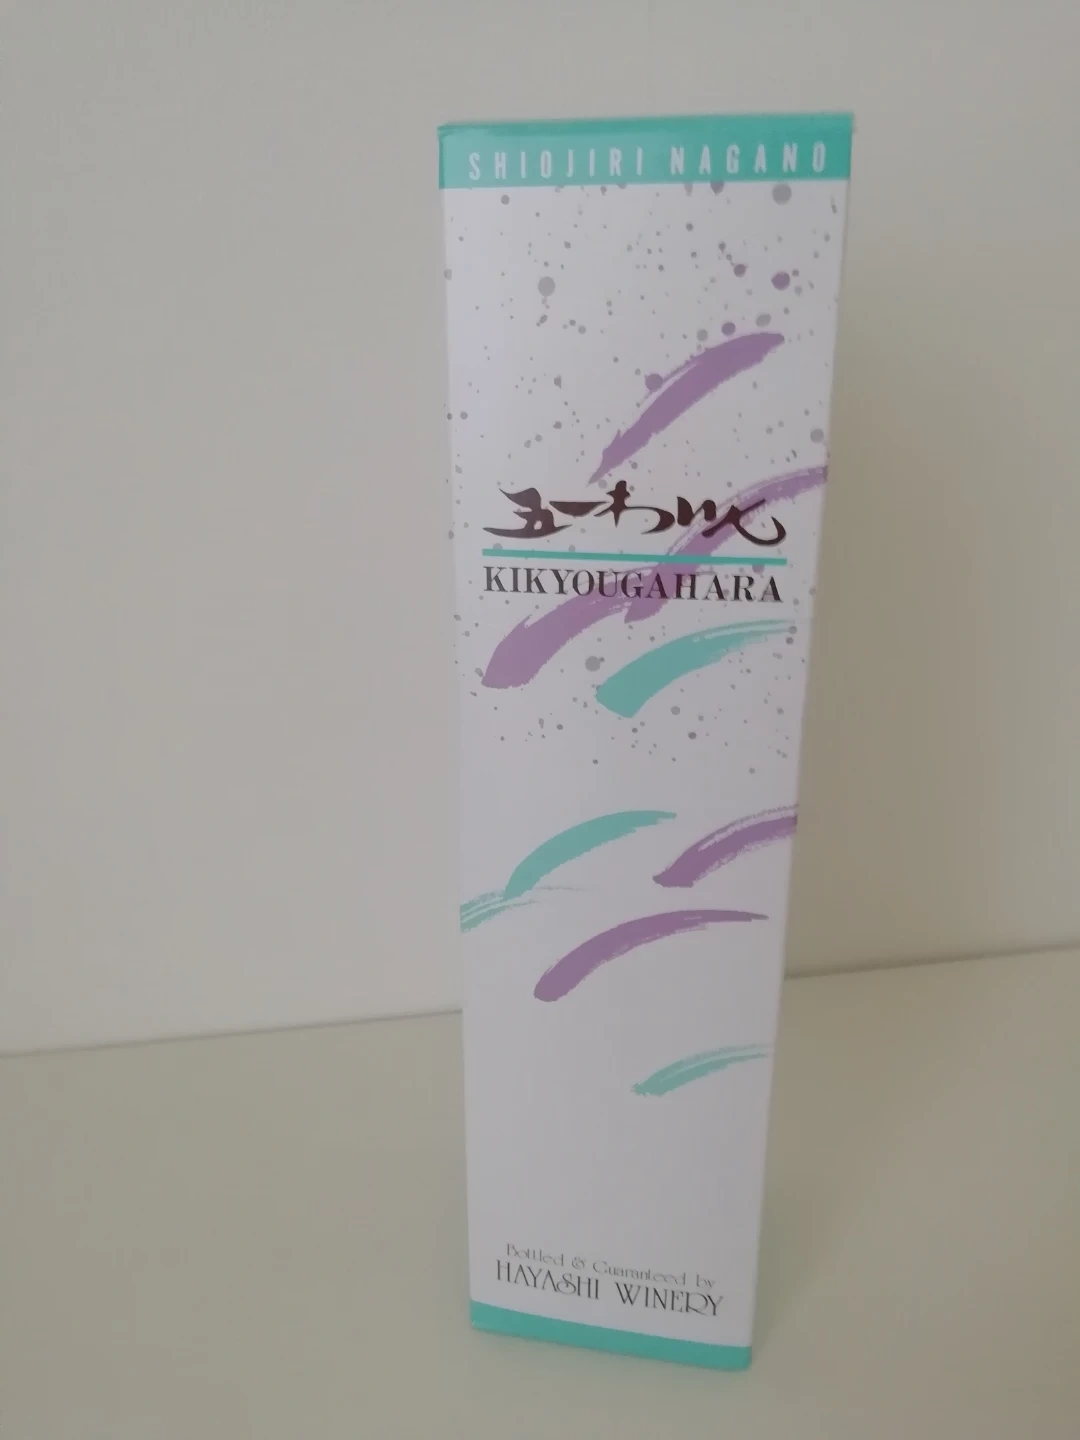 SHIOJIRI NAGANO
五一わいん
KIKYOUGAHARA
Bottled & Guaranteed by
HAYASHI WINERY